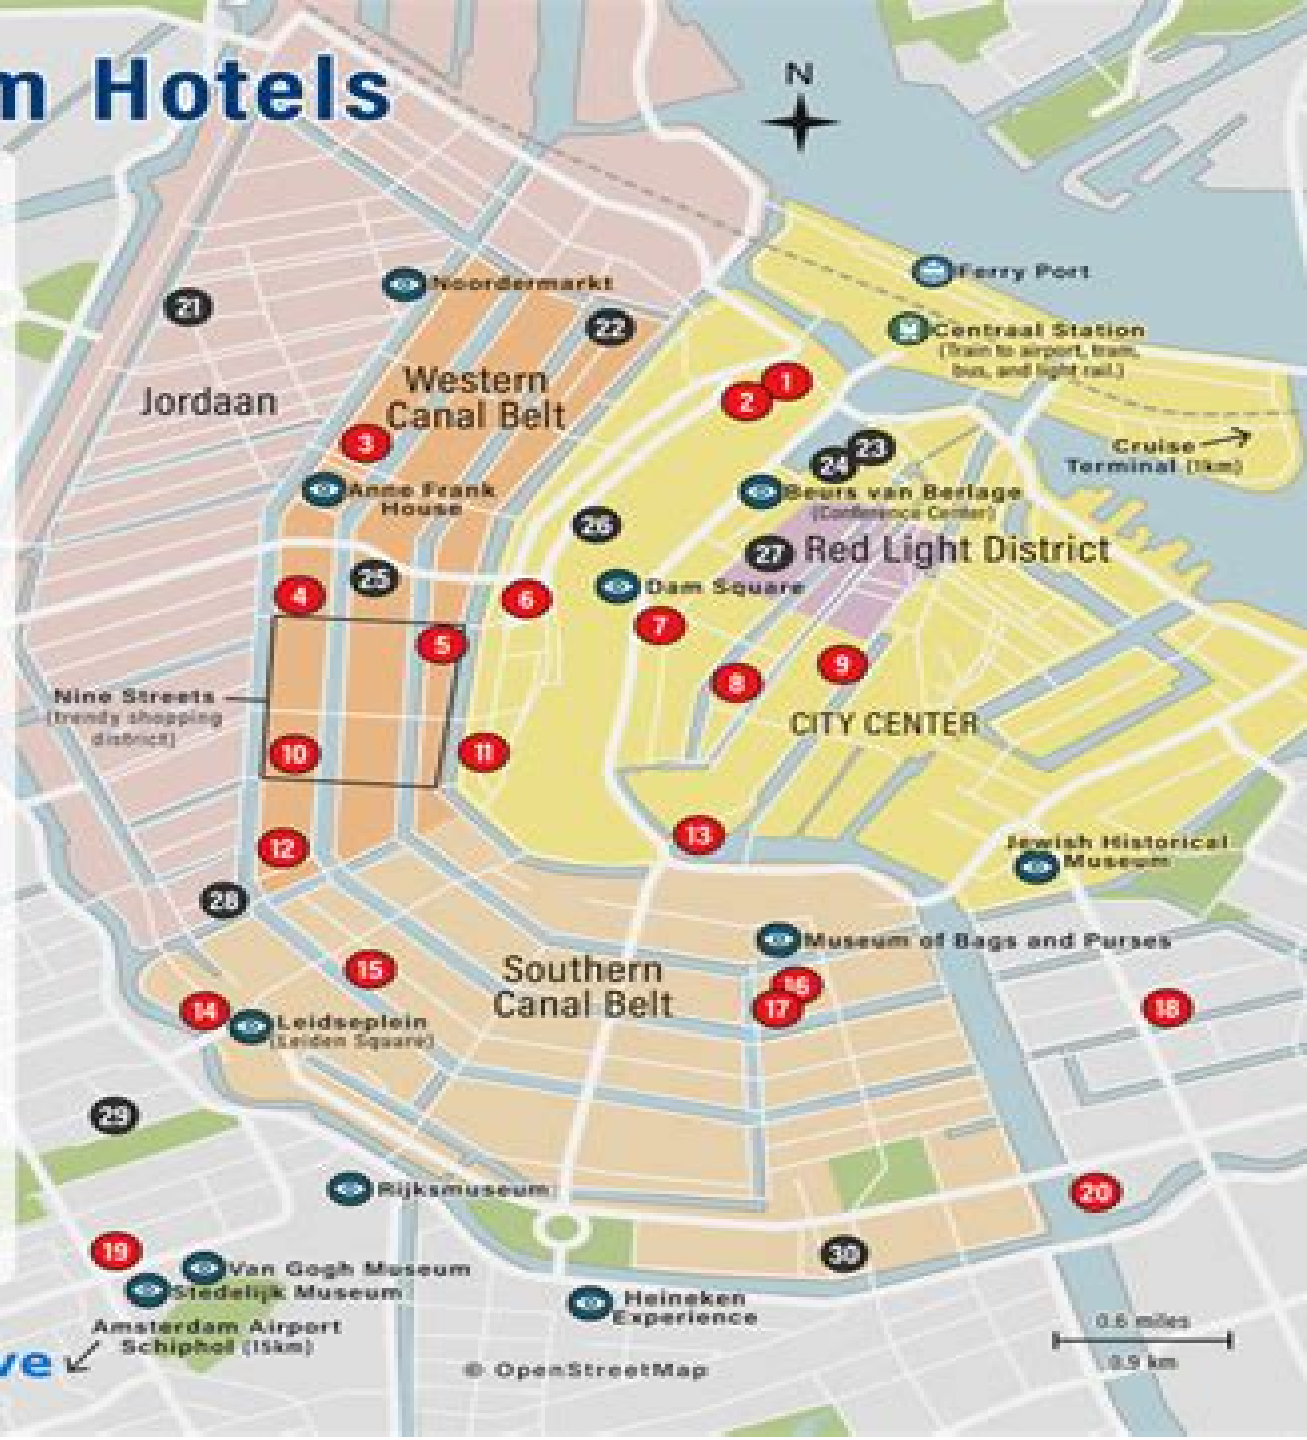 m Hotels
N
Noordermarkt
21
22
Ferry Port
Centraal Station
(Train to airport, tram,
bus, and light rail.)
Jordaan
Western
Canal Belt
1
2
3
23
24
Cruise
Terminal (1km)
Anne Frank
House
Beurs van Berlage
(Conference Center)
26
27
Red Light District
25
Dam Square
4
6
5
7
8
9
Nine Streets
(trendy shopping
district)
CITY CENTER
10
11
12
13
Jewish Historical
Museum
28
Museum of Bags and Purses
15
Southern
Canal Belt
16
17
18
14
Leidseplein
(Leiden Square)
29
Rijksmuseum
20
19
30
Van Gogh Museum
Stedelijk Museum
Heineken
Experience
Amsterdam Airport
Schiphol (15km)
ve
© OpenStreetMap
0.6 miles
0.9 km